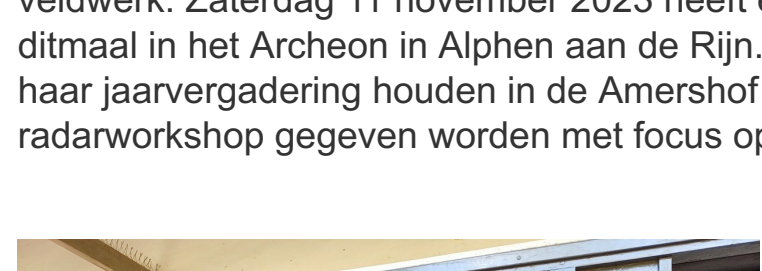 veldwerk. Zaterdag 11 november 2023 heeft
ditmaal in het Archeon in Alphen aan de Rijn.
haar jaarvergadering houden in de Amershof
radarworkshop gegeven worden met focus op